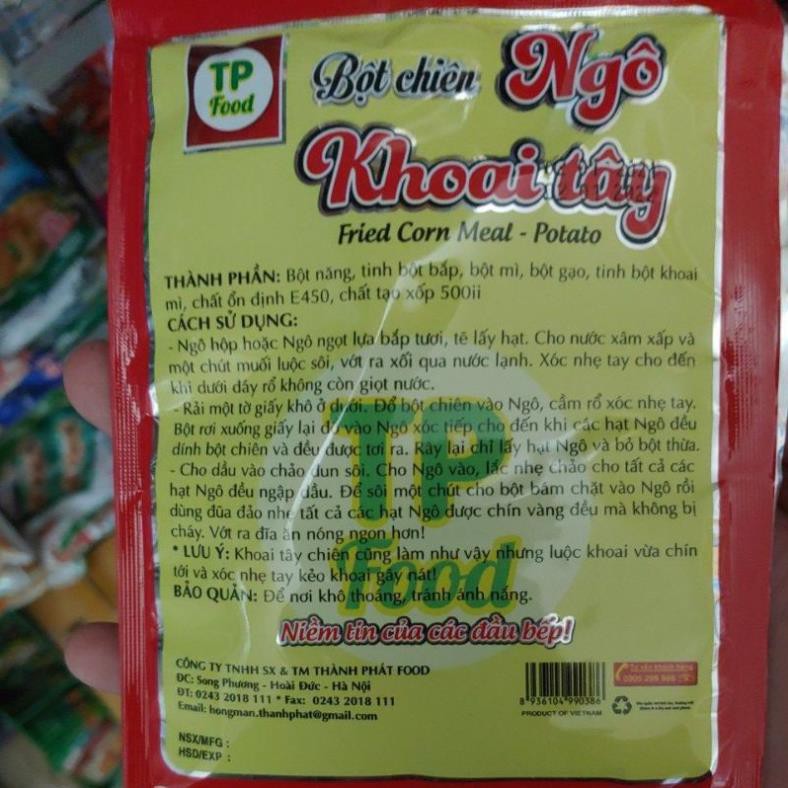 TP
Food
Bột chiên Ngô
Khoai tây
Fried Corn Meal - Potato
THÀNH PHẦN: Bột năng, tinh bột bắp, bột mì, bột gạo, tinh bột khoai
mì, chất ổn định E450, chất tạo xốp 500ii
CÁCH SỬ DỤNG:
- Ngô hộp hoặc Ngô ngọt lựa bắp tươi, tẽ lấy hạt. Cho nước xâm xấp và
một chút muối luộc sôi, vớt ra xối qua nước lạnh. Xóc nhẹ tay cho đến
khi dưới đáy rổ không còn giọt nước.
- Rải một tờ giấy khô ở dưới. Đổ bột chiên vào Ngô, cầm rổ xóc nhẹ tay.
Bột rơi xuống giấy lại đổ vào Ngô xóc tiếp cho đến khi các hạt Ngô đều
dính bột chiên và đều được tơi ra. Rây lại chỉ lấy hạt Ngô và bỏ bột thừa.
- Cho dầu vào chảo đun sôi. Cho Ngô vào, lắc nhẹ chảo cho tất cả các
hạt Ngô đều ngập dầu. Để sôi một chút cho bột bám chặt vào Ngô rồi
dùng đũa đảo nhẹ tất cả các hạt Ngô được chín vàng đều mà không bị
cháy. Vớt ra đĩa ăn nóng ngon hơn!
* LƯU Ý: Khoai tây chiên cũng làm như vậy nhưng luộc khoai vừa chín
tới và xóc nhẹ tay kẻo khoai gãy nát!
BẢO QUẢN: Để nơi khô thoáng, tránh ánh nắng.
TP
Food
Niềm tin của các đầu bếp!
CÔNG TY TNHH SX & TM THÀNH PHÁT FOOD
ĐC: Song Phương - Hoài Đức - Hà Nội
ĐT: 0243 2018 111 * Fax: 0243 2018 111
Email: hongman.thanhphat@gmail.com
8 936104 990386
PRODUCT OF VIETNAM
Tư vấn khách hàng
NSX/MFG :
HSD/EXP :